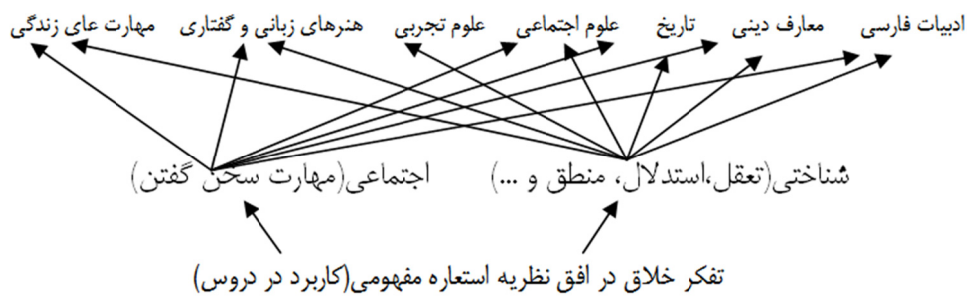 ادبیات فارسی معارف دینی تاریخ علوم اجتماعی علوم تجربی هنرهای زبانی و گفتاری مهارت عای زندگی
شناختی(تعقل،استدلال، منطق و ...) اجتماعی(مهارت سخن گفتن)
تفکر خلاق در افق نظریه استعاره مفهومی(کاربرد در دروس)